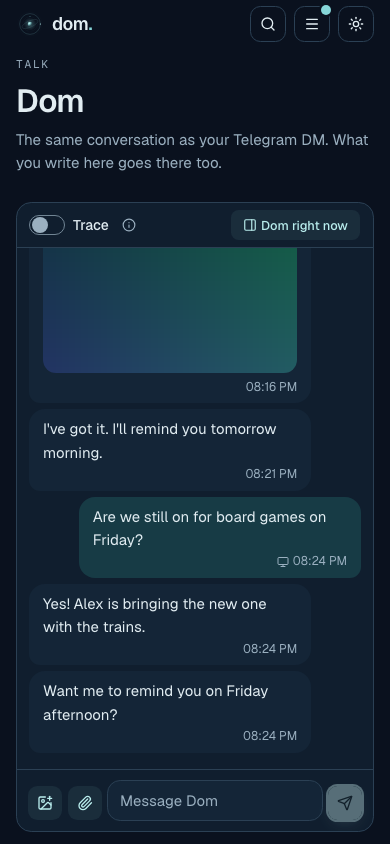 dom.
TALK
Dom
The same conversation as your Telegram DM. What
you write here goes there too.
Trace
Dom right now
08:16 PM
I've got it. I'll remind you tomorrow
morning.
08:21 PM
Are we still on for board games on
Friday?
08:24 PM
Yes! Alex is bringing the new one
with the trains.
08:24 PM
Want me to remind you on Friday
afternoon?
08:24 PM
Message Dom